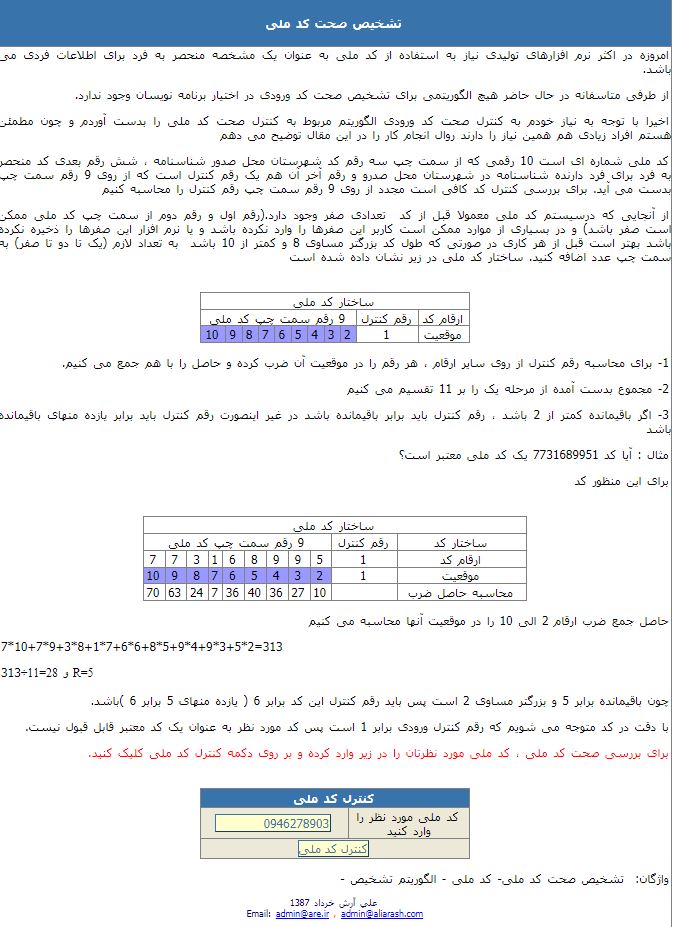 تشخیص صحت کد ملی
امروزه در اکثر نرم افزارهای تولیدی نیاز به استفاده از کد ملی به عنوان یک مشخصه منحصر به فرد برای اطلاعات فردی می
باشد.
از طرفی متاسفانه در حال حاضر هیچ الگوریتمی برای تشخیص صحت کد ورودی در اختیار برنامه نویسان وجود ندارد.
اخیرا با توجه به نیاز خودم به کنترل صحت کد ورودی الگوریتم مربوط به کنترل صحت کد ملی را بدست آوردم و چون مطمئن
هستم افراد زیادی هم همین نیاز را دارند روال انجام کار را در این مقال توضیح می دهم
کد ملی شماره ای است 10 رقمی که از سمت چپ سه رقم کد شهرستان محل صدور شناسنامه ، شش رقم بعدی کد منحصر
به فرد برای فرد دارنده شناسنامه در شهرستان محل صدرو و رقم آخر آن هم یک رقم کنترل است که از روی 9 رقم سمت چپ
بدست می آید. برای بررسی کنترل کد کافی است مجدد از روی 9 رقم سمت چپ رقم کنترل را محاسبه کنیم
از آنجایی که درسیستم کد ملی معمولا قبل از کد تعدادی صفر وجود دارد.(رقم اول و رقم دوم از سمت چپ کد ملی ممکن
است صفر باشد) و در بسیاری از موارد ممکن است کاربر این صفرها را وارد نکرده باشد و یا نرم افزار این صفرها را ذخیره نکرده
باشد بهتر است قبل از هر کاری در صورتی که طول کد بزرگتر مساوی 8 و کمتر از 10 باشد به تعداد لازم (یک تا دو تا صفر) به
سمت چپ عدد اضافه کنید. ساختار کد ملی در زیر نشان داده شده است
ساختار کد ملی
ارقام کد رقم کنترل 9 رقم سمت چپ کد ملی
موقعیت 1 2 3 4 5 6 7 8 9 10
1- برای محاسبه رقم کنترل از روی سایر ارقام ، هر رقم را در موقعیت آن ضرب کرده و حاصل را با هم جمع می کنیم.
2- مجموع بدست آمده از مرحله یک را بر 11 تقسیم می کنیم
3- اگر باقیمانده کمتر از 2 باشد ، رقم کنترل باید برابر باقیمانده باشد در غیر اینصورت رقم کنترل باید برابر یازده منهای باقیمانده
باشد
مثال : آیا کد 7731689951 یک کد ملی معتبر است؟
برای این منظور کد
ساختار کد ملی
ساختار کد رقم کنترل 9 رقم سمت چپ کد ملی
ارقام کد 1 5 9 9 8 6 1 3 7 7
موقعیت 1 2 3 4 5 6 7 8 9 10
محاسبه حاصل ضرب 10 27 36 40 36 7 24 63 70
حاصل جمع ضرب ارقام 2 الی 10 را در موقعیت آنها محاسبه می کنیم
7*10+7*9+3*8+1*7+6*6+8*5+9*4+9*3+5*2=313
313÷11=28 و R=5
چون باقیمانده برابر 5 و بزرگتر مساوی 2 است پس باید رقم کنترل این کد برابر 6 ( یازده منهای 5 برابر 6 )باشد.
با دقت در کد متوجه می شویم که رقم کنترل ورودی برابر 1 است پس کد مورد نظر به عنوان یک کد معتبر قابل قبول نیست.
برای بررسی صحت کد ملی ، کد ملی مورد نظرتان را در زیر وارد کرده و بر روی دکمه کنترل کد ملی کلیک کنید.
کنترل کد ملی
کد ملی مورد نظر را
وارد کنید 0946278903
کنترل کد ملی
واژگان: تشخیص صحت کد ملی- کد ملی - الگوریتم تشخیص -
علی آرش خرداد 1387
Email: admin@are.ir , admin@aliarash.com